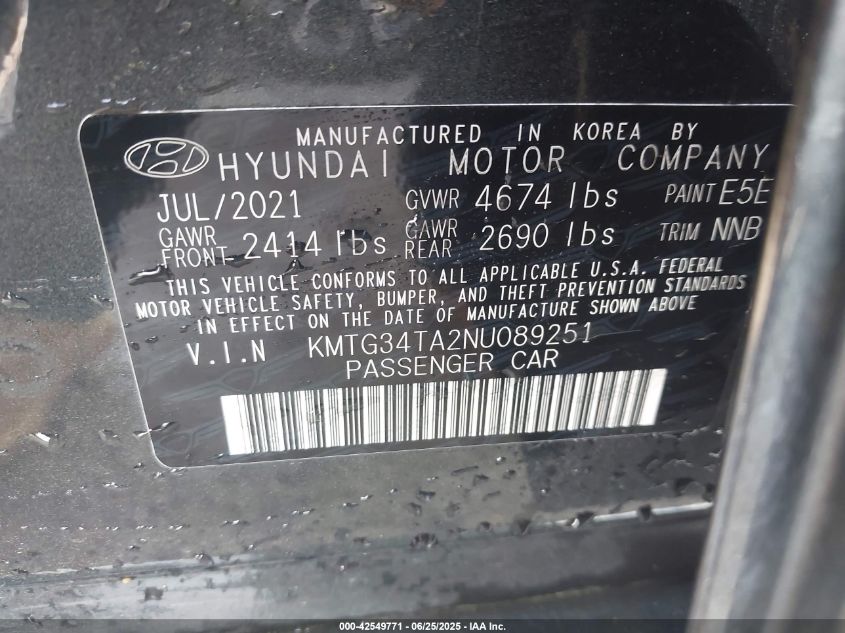 MANUFACTURED IN KOREA BY
HYUNDAI MOTOR COMPANY
JUL/2021 GVWR 4674 lbs PAINT E5E
GAWR FRONT 2414 lbs GAWR REAR 2690 lbs TRIM NNB
THIS VEHICLE CONFORMS TO ALL APPLICABLE U.S.A. FEDERAL
MOTOR VEHICLE SAFETY, BUMPER, AND THEFT PREVENTION STANDARDS
IN EFFECT ON THE DATE OF MANUFACTURE SHOWN ABOVE
V.I.N KMTG34TA2NU089251
PASSENGER CAR
000-42549771 - 06/25/2025 - IAA Inc.